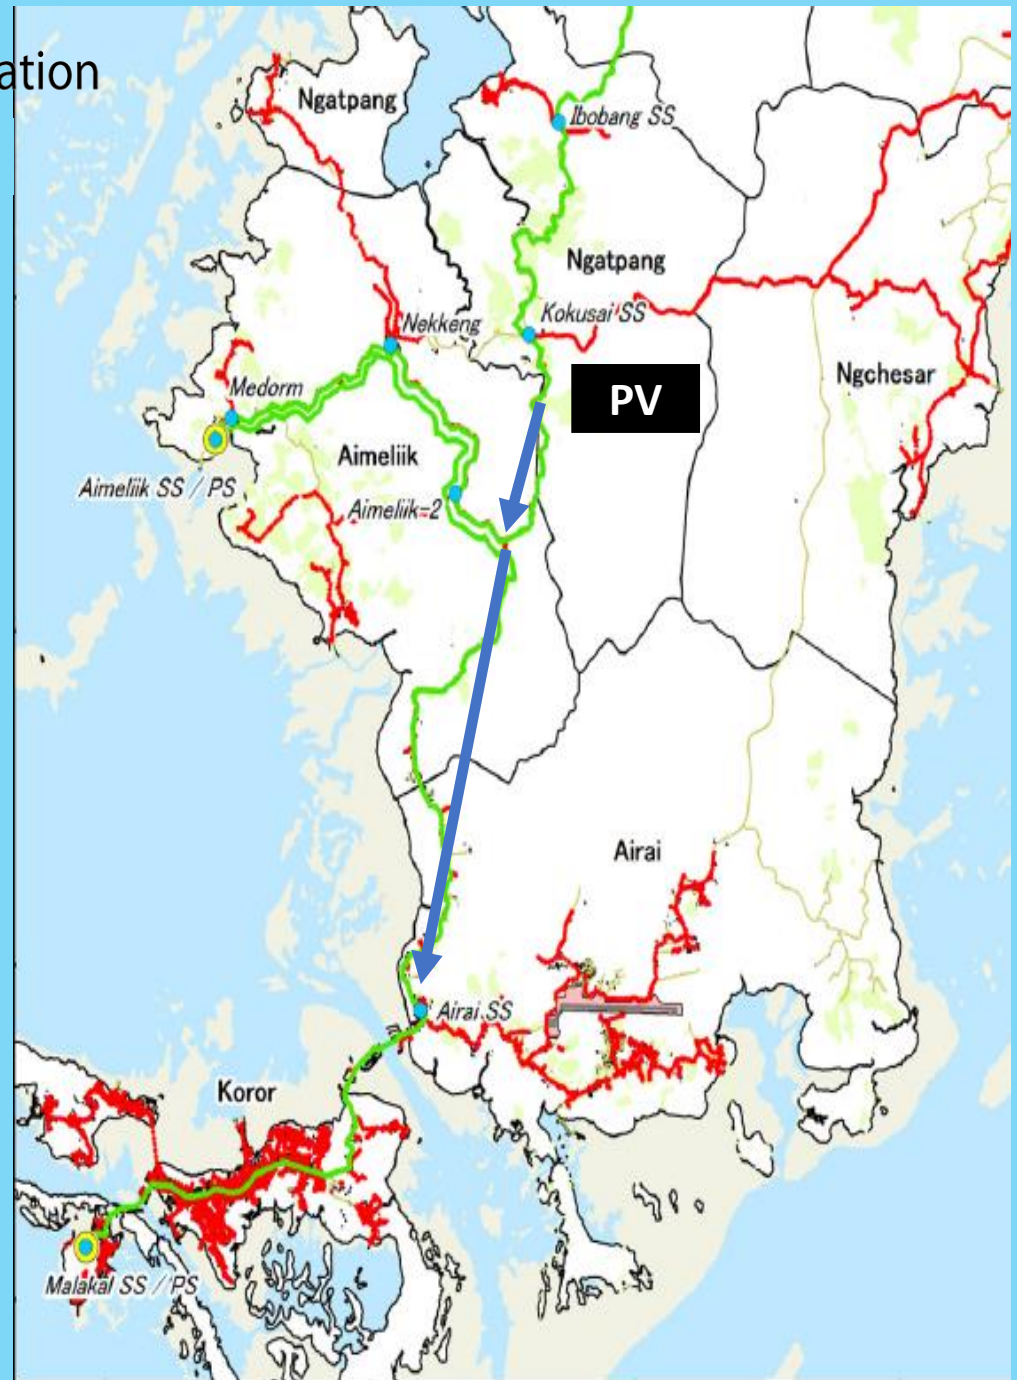 ation
Ngatpang
Ibobang SS
Ngatpang
Nekkeng
Kokusai SS
Ngchesar
PV
Medorm
Aimeliik
Aimeliik SS / PS
Aimeliik-2
Airai
Airai SS
Koror
Malakal SS / PS